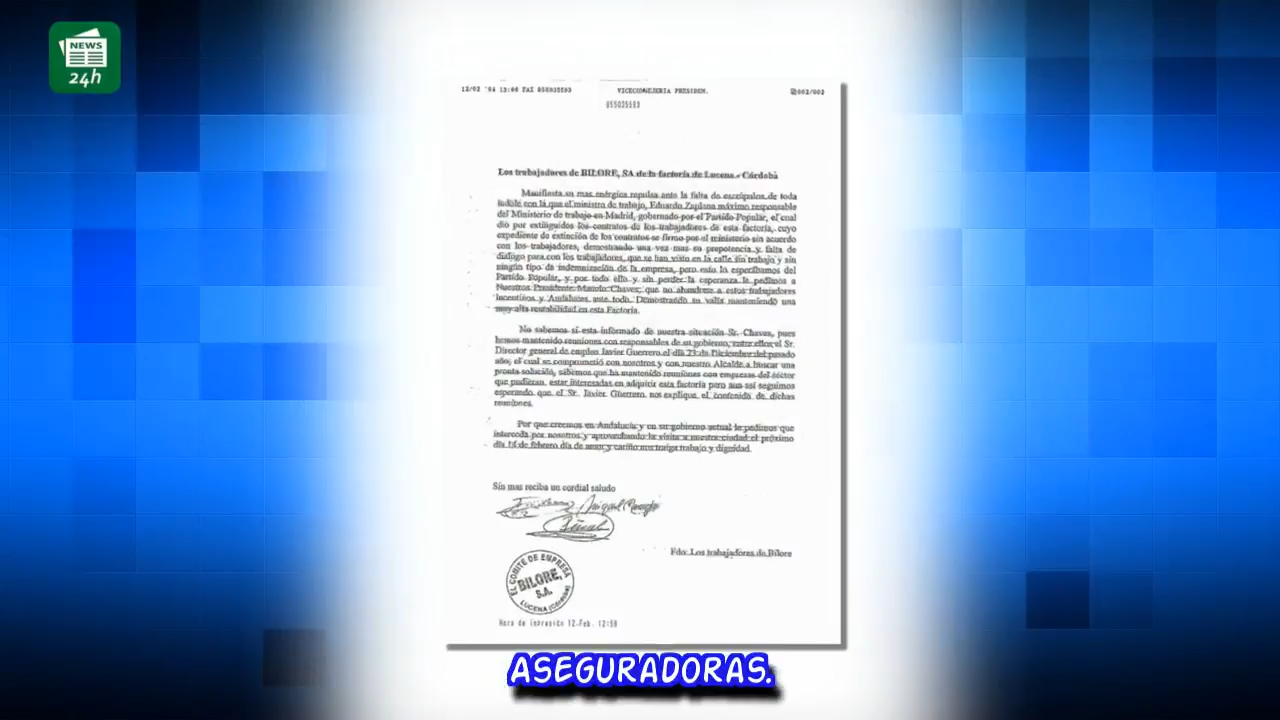 NEWS
24h
12/02 '04 13:00 FAX 955035593
VICECONSEJERIA PRESIDEN.
002/002
955035593
Los trabajadores de BILORE, SA de la factoría de Lucena - Córdoba
Manifiesta su mas enérgica repulsa ante la falta de escrúpulos de toda
índole con la que el ministro de trabajo, Eduardo Zaplana máximo responsable
del Ministerio de trabajo en Madrid, gobernado por el Partido Popular, el cual
dio por extinguidos los contratos de los trabajadores de esta factoría, cuyo
expediente de extinción de los contratos se firmo por el ministerio sin acuerdo
con los trabajadores, demostrando una vez mas su prepotencia y falta de
dialogo para con los trabajadores, que se han visto en la calle sin trabajo y sin
ningún tipo de indemnización de la empresa, pero esto lo esperábamos del
Partido Popular, y por todo ello y sin perder la esperanza le pedimos a
Nuestros Presidente Manolo Chaves, que no abandone a estos trabajadores
lucentinos y Andaluces ante todo. Demostrando su valía manteniendo una
muy alta rentabilidad en esta Factoría.
No sabemos si esta informado de nuestra situación Sr. Chaves, pues
hemos mantenido reuniones con responsables de su gobierno, entre ellos el Sr.
Director general de empleo Javier Guerrero el día 23 de Diciembre del pasado
año, el cual se comprometió con nosotros y con nuestro Alcalde a buscar una
pronta solución, sabemos que ha mantenido reuniones con empresas del sector
que pudieran estar interesadas en adquirir esta factoría pero aun así seguimos
esperando que el Sr. Javier Guerrero nos explique el contenido de dichas
reuniones.
Por que creemos en Andalucía y en su gobierno actual le pedimos que
interceda por nosotros y aprovechando la visita a nuestra ciudad el próximo
día 14 de febrero día de amor y cariño nos traiga trabajo y dignidad.
Sin mas reciba un cordial saludo
Fdo: Los trabajadores de Bilore
EL COMITE DE EMPRESA
BILORE,
S.A.
LUCENA (Córdoba)
Hora de impresión 12-Feb. 12:58
ASEGURADORAS.